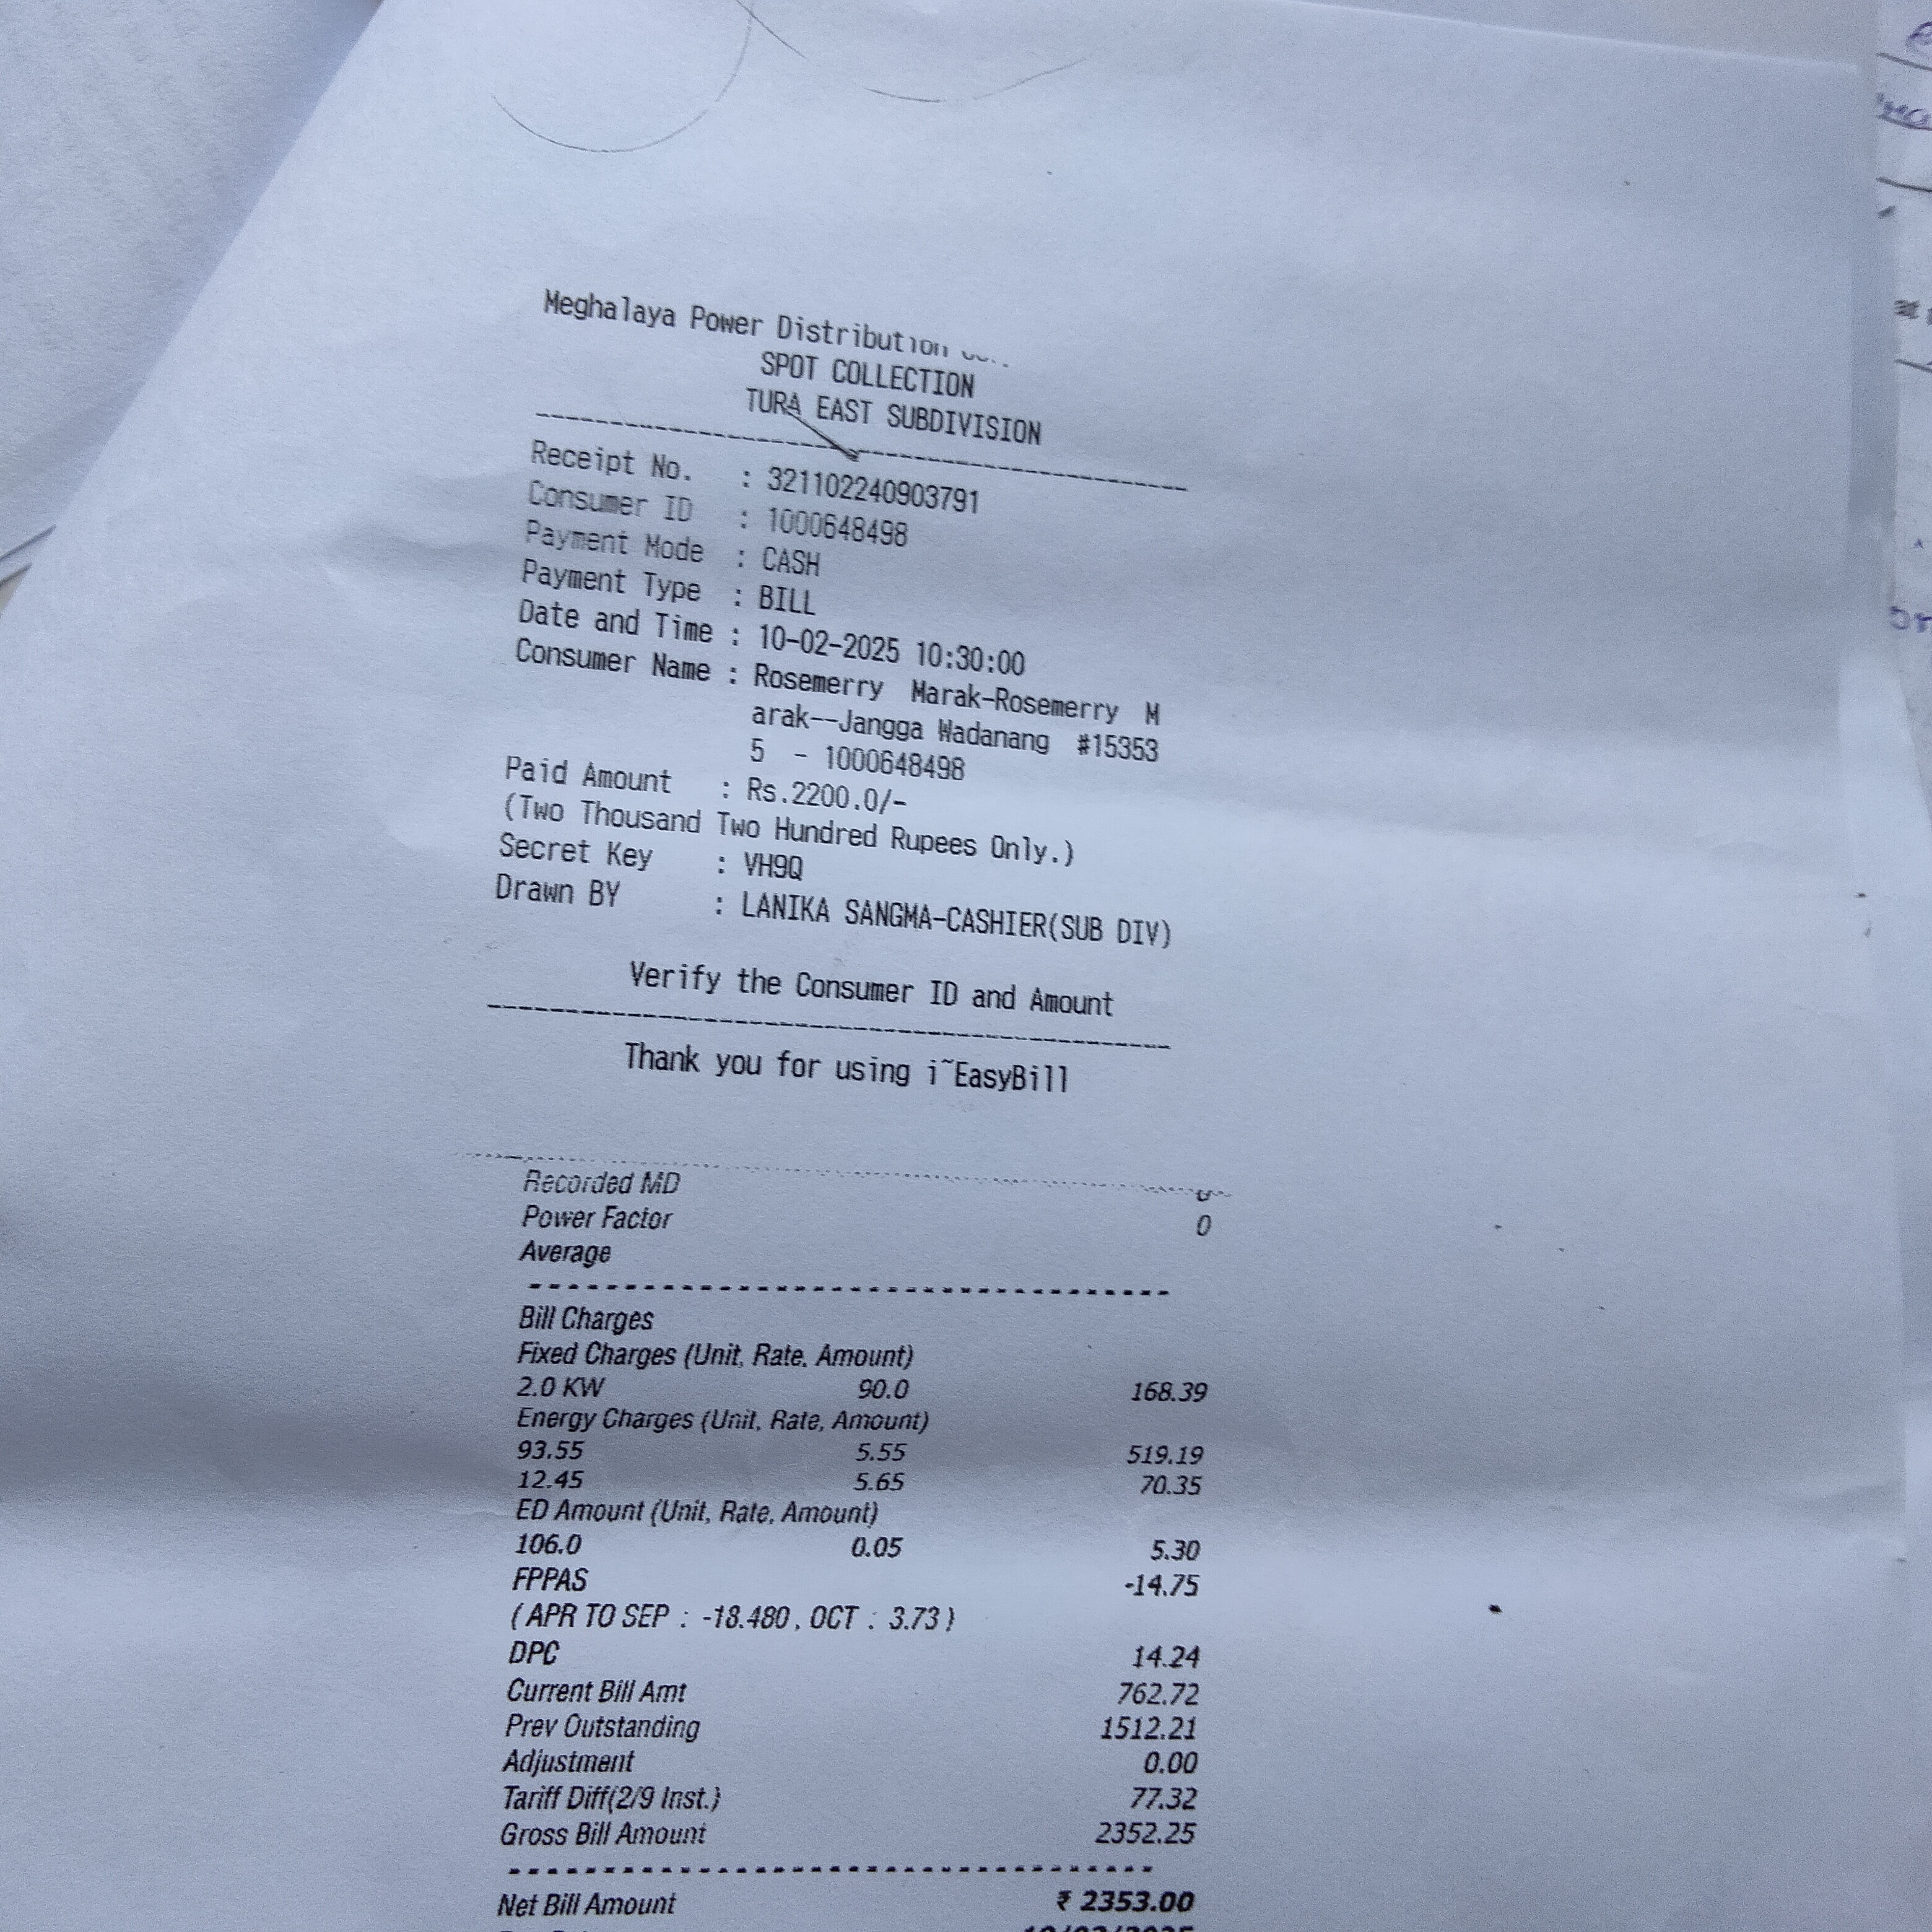 Meghalaya Power Distribution
SPOT COLLECTION
TURA EAST SUBDIVISION
Receipt No. : 321102240903791
Consumer ID : 1000648498
Payment Mode : CASH
Payment Type : BILL
Date and Time : 10-02-2025 10:30:00
Consumer Name : Rosemerry Marak-Rosemerry M
arak--Jangga Wadanang #15353
5 - 1000648498
Paid Amount : Rs.2200.0/-
(Two Thousand Two Hundred Rupees Only.)
Secret Key : VH9Q
Drawn BY : LANIKA SANGMA-CASHIER(SUB DIV)
Verify the Consumer ID and Amount
Thank you for using i~EasyBill
Recorded MD
Power Factor 0
Average
Bill Charges
Fixed Charges (Unit, Rate, Amount)
2.0 KW 90.0 168.39
Energy Charges (Unit, Rate, Amount)
93.55 5.55 519.19
12.45 5.65 70.35
ED Amount (Unit, Rate, Amount)
106.0 0.05 5.30
FPPAS -14.75
( APR TO SEP : -18.480 , OCT : 3.73 )
DPC 14.24
Current Bill Amt 762.72
Prev Outstanding 1512.21
Adjustment 0.00
Tariff Diff(2/9 Inst.) 77.32
Gross Bill Amount 2352.25
Net Bill Amount ₹ 2353.00